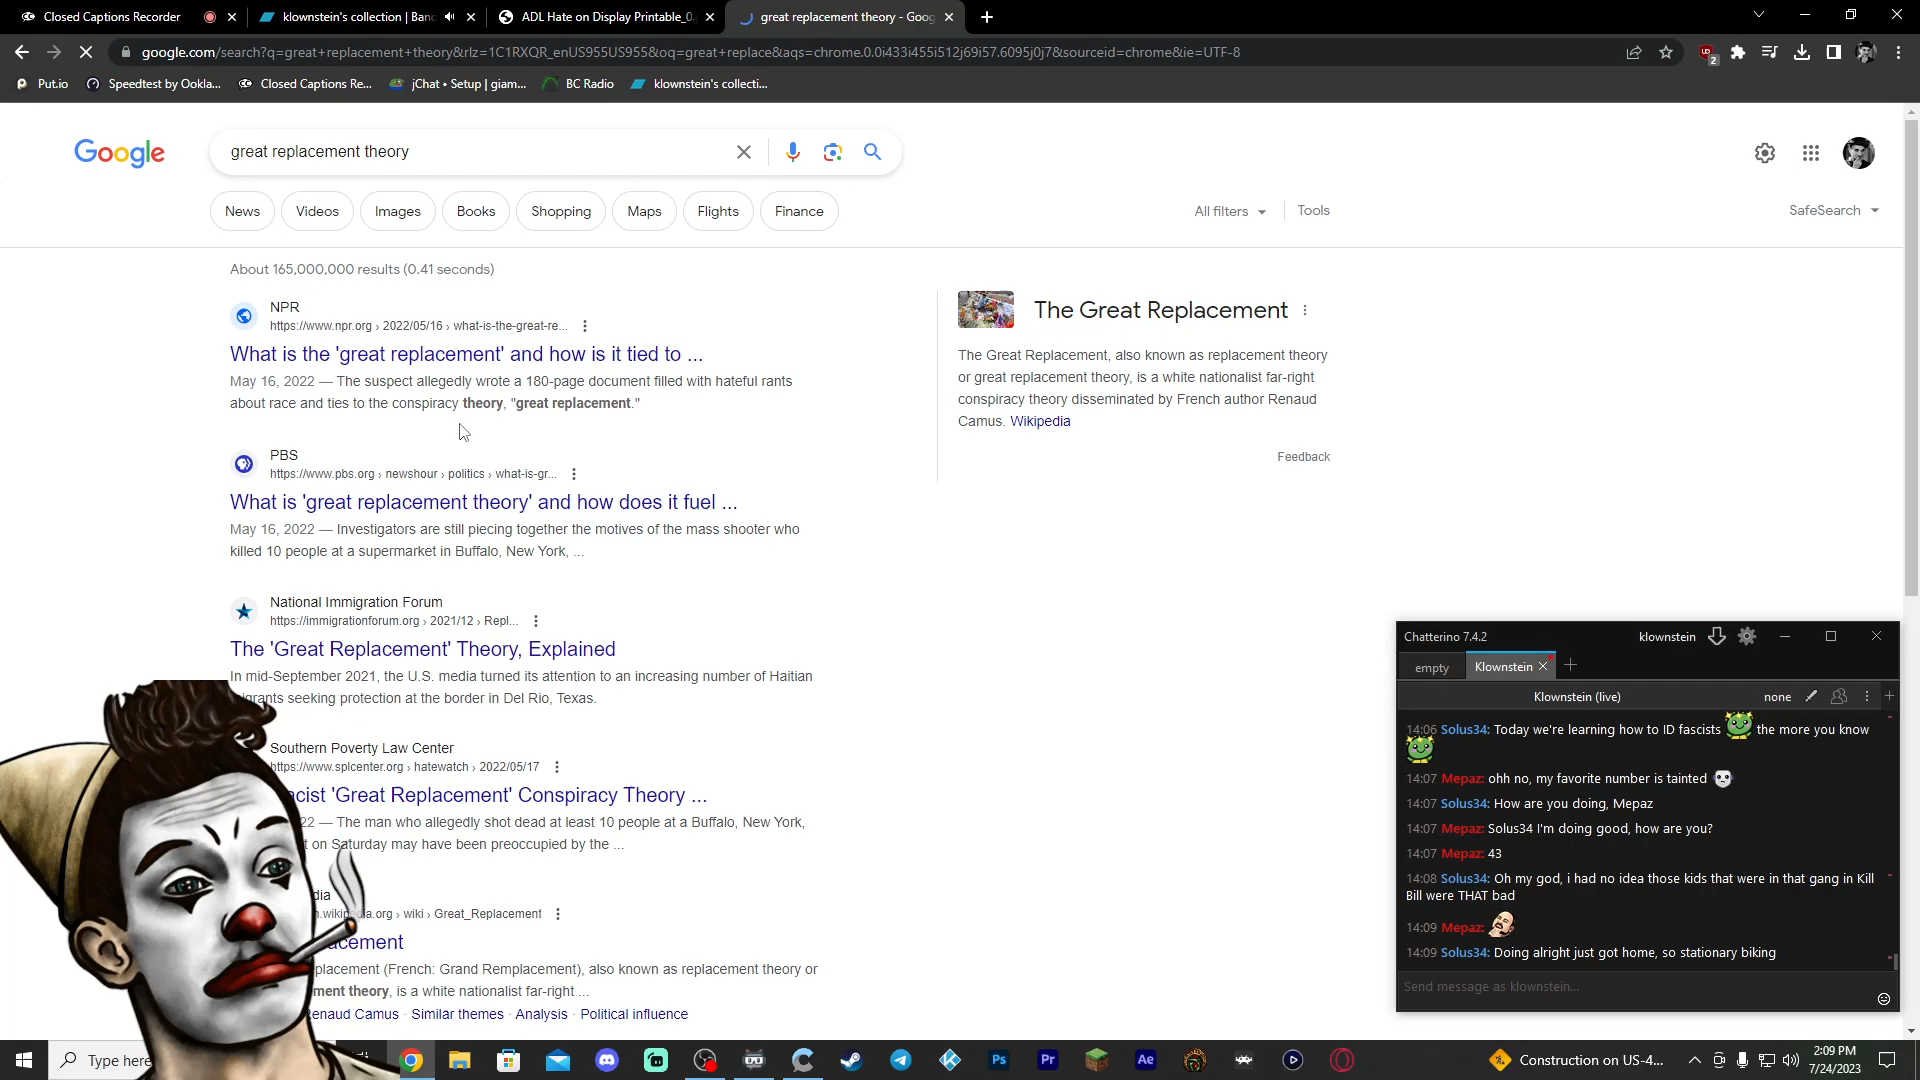 Closed Captions Recorder
klownstein's collection | Banc
ADL Hate on Display Printable_0.
great replacement theory - Goog
google.com/search?q=great+replacement+theory&rlz=1C1RXQR_enUS955US955&oq=great+replace&aqs=chrome.0.0i433i455i512j69i57.6095j0j7&sourceid=chrome&ie=UTF-8
2
Put.io
Speedtest by Ookla...
Closed Captions Re...
jChat • Setup | giam...
BC Radio
klownstein's collecti...
Google
great replacement theory
News
Videos
Images
Books
Shopping
Maps
Flights
Finance
All filters
Tools
SafeSearch
About 165,000,000 results (0.41 seconds)
NPR
https://www.npr.org › 2022/05/16 › what-is-the-great-re...
What is the 'great replacement' and how is it tied to ...
May 16, 2022 — The suspect allegedly wrote a 180-page document filled with hateful rants
about race and ties to the conspiracy theory, "great replacement."
PBS
https://www.pbs.org › newshour › politics › what-is-gr...
What is 'great replacement theory' and how does it fuel ...
May 16, 2022 — Investigators are still piecing together the motives of the mass shooter who
killed 10 people at a supermarket in Buffalo, New York, ...
National Immigration Forum
https://immigrationforum.org › 2021/12 › Repl...
The 'Great Replacement' Theory, Explained
In mid-September 2021, the U.S. media turned its attention to an increasing number of Haitian
grants seeking protection at the border in Del Rio, Texas.
Southern Poverty Law Center
https://www.splcenter.org › hatewatch › 2022/05/17
acist 'Great Replacement' Conspiracy Theory ...
22 — The man who allegedly shot dead at least 10 people at a Buffalo, New York,
t on Saturday may have been preoccupied by the ...
dia
n.wikipedia.org › wiki › Great_Replacement
acement
placement (French: Grand Remplacement), also known as replacement theory or
ment theory, is a white nationalist far-right ...
Renaud Camus · Similar themes · Analysis · Political influence
The Great Replacement
The Great Replacement, also known as replacement theory
or great replacement theory, is a white nationalist far-right
conspiracy theory disseminated by French author Renaud
Camus. Wikipedia
Feedback
Chatterino 7.4.2
klownstein
empty
Klownstein
Klownstein (live)
none
14:06 Solus34: Today we're learning how to ID fascists the more you know
14:07 Mepaz: ohh no, my favorite number is tainted
14:07 Solus34: How are you doing, Mepaz
14:07 Mepaz: Solus34 I'm doing good, how are you?
14:07 Mepaz: 43
14:08 Solus34: Oh my god, i had no idea those kids that were in that gang in Kill
Bill were THAT bad
14:09 Mepaz:
14:09 Solus34: Doing alright just got home, so stationary biking
Send message as klownstein...
Type here
Ps
Pr
Ae
Construction on US-4...
2:09 PM
7/24/2023